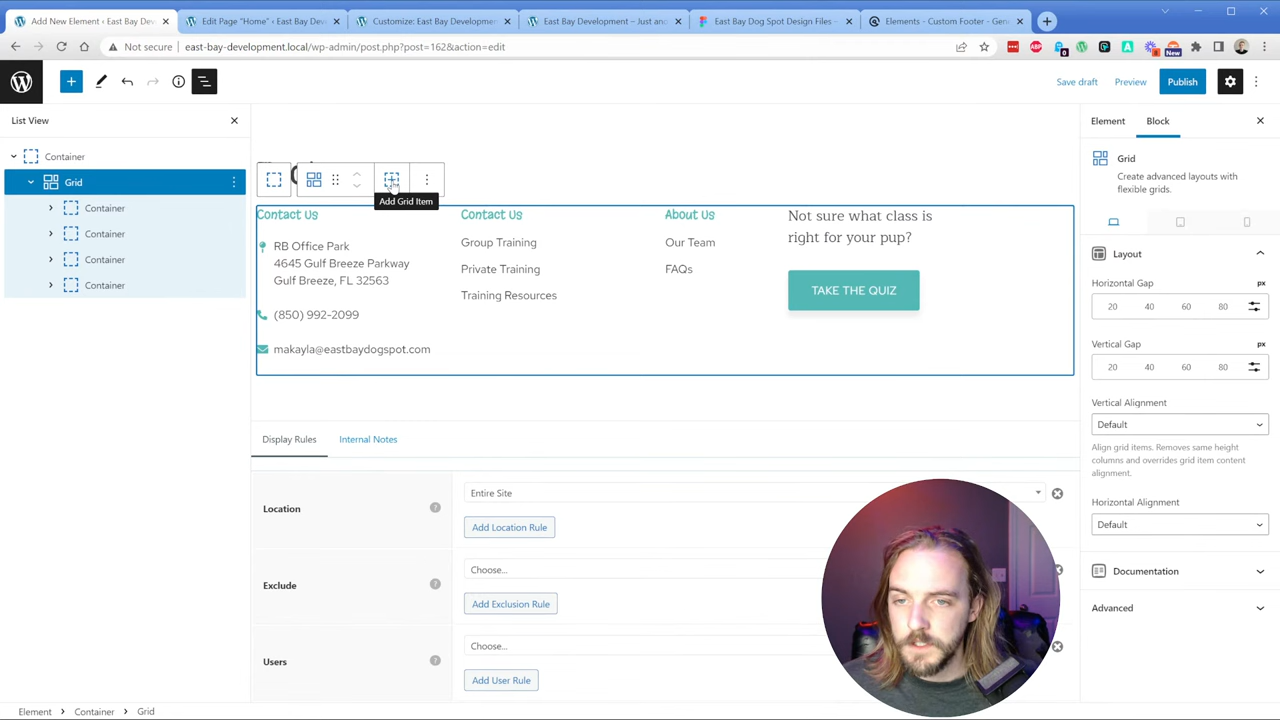 Add New Element ‹ East Bay Dev
Edit Page “Home” ‹ East Bay Deve
Customize: East Bay Development
East Bay Development – Just ano
East Bay Dog Spot Design Files –
Elements - Custom Footer - Gene
Not secure
east-bay-development.local/wp-admin/post.php?post=162&action=edit
New
Save draft
Preview
Publish
List View
Container
Grid
Container
Container
Container
Container
Add Grid Item
Contact Us
RB Office Park
4645 Gulf Breeze Parkway
Gulf Breeze, FL 32563
(850) 992-2099
makayla@eastbaydogspot.com
Contact Us
Group Training
Private Training
Training Resources
About Us
Our Team
FAQs
Not sure what class is
right for your pup?
TAKE THE QUIZ
Display Rules
Internal Notes
Location
?
Entire Site
Add Location Rule
Exclude
?
Choose...
Add Exclusion Rule
Users
?
Choose...
Add User Rule
Element
Block
Grid
Create advanced layouts with
flexible grids.
Layout
Horizontal Gap
px
20 40 60 80
Vertical Gap
px
20 40 60 80
Vertical Alignment
Default
Align grid items. Removes same height
columns and overrides grid item content
alignment.
Horizontal Alignment
Default
Documentation
Advanced
Element
Container
Grid